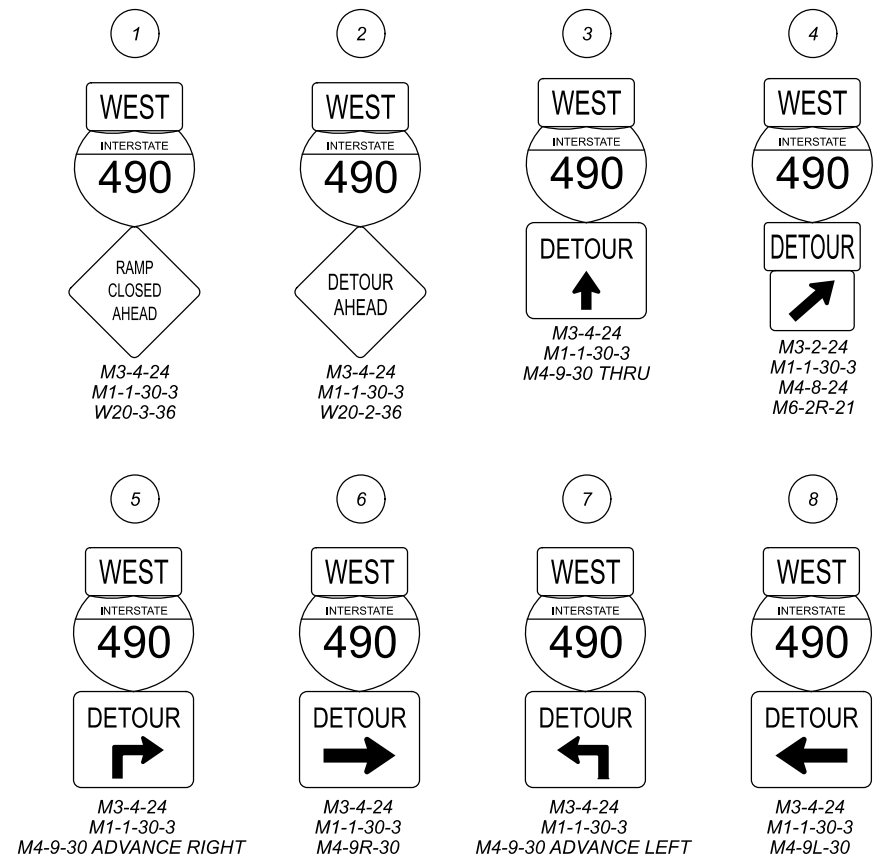 1
WEST
INTERSTATE
490
RAMP
CLOSED
AHEAD
M3-4-24
M1-1-30-3
W20-3-36
2
WEST
INTERSTATE
490
DETOUR
AHEAD
M3-4-24
M1-1-30-3
W20-2-36
3
WEST
INTERSTATE
490
DETOUR
M3-4-24
M1-1-30-3
M4-9-30 THRU
4
WEST
INTERSTATE
490
DETOUR
M3-2-24
M1-1-30-3
M4-8-24
M6-2R-21
5
WEST
INTERSTATE
490
DETOUR
M3-4-24
M1-1-30-3
M4-9-30 ADVANCE RIGHT
6
WEST
INTERSTATE
490
DETOUR
M3-4-24
M1-1-30-3
M4-9R-30
7
WEST
INTERSTATE
490
DETOUR
M3-4-24
M1-1-30-3
M4-9-30 ADVANCE LEFT
8
WEST
INTERSTATE
490
DETOUR
M3-4-24
M1-1-30-3
M4-9L-30